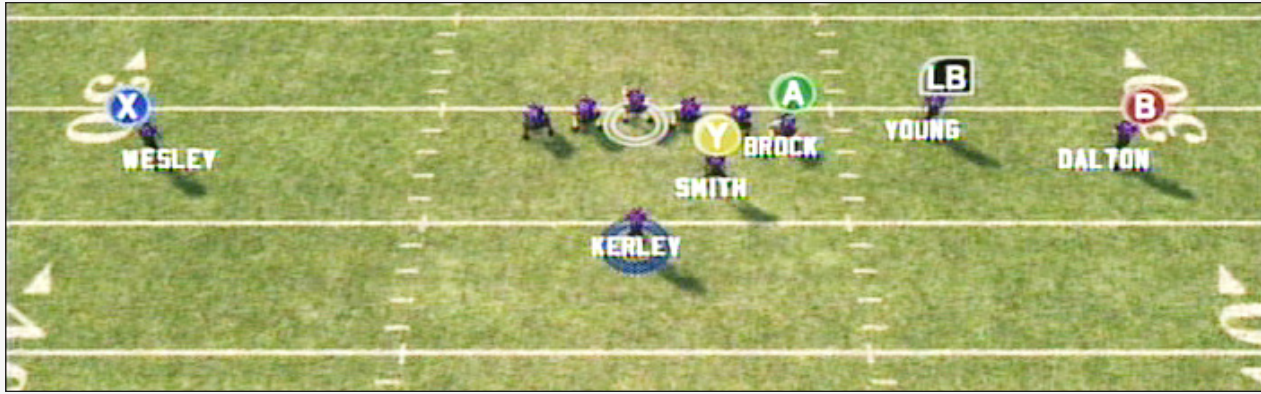 LB
A
X
B
Y
YOUNG
BROCK
WESLEY
DALTON
SMITH
KERLEY